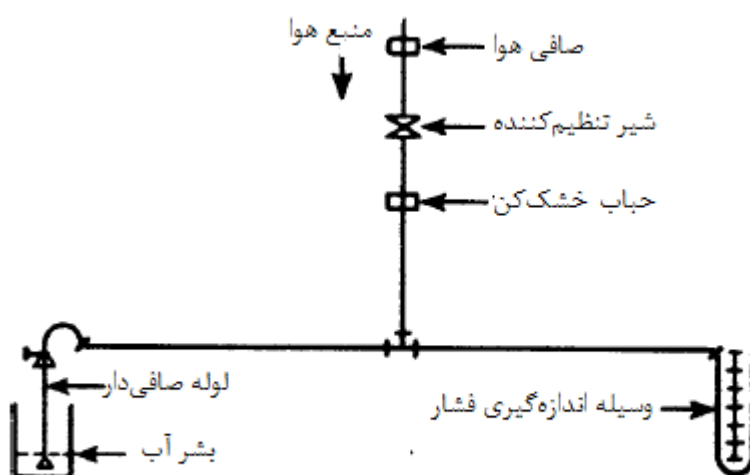 منبع هوا
صافی هوا
شیر تنظیم‌کننده
حباب خشک‌کن
لوله صافی‌دار
وسیله اندازه‌گیری فشار
بشر آب